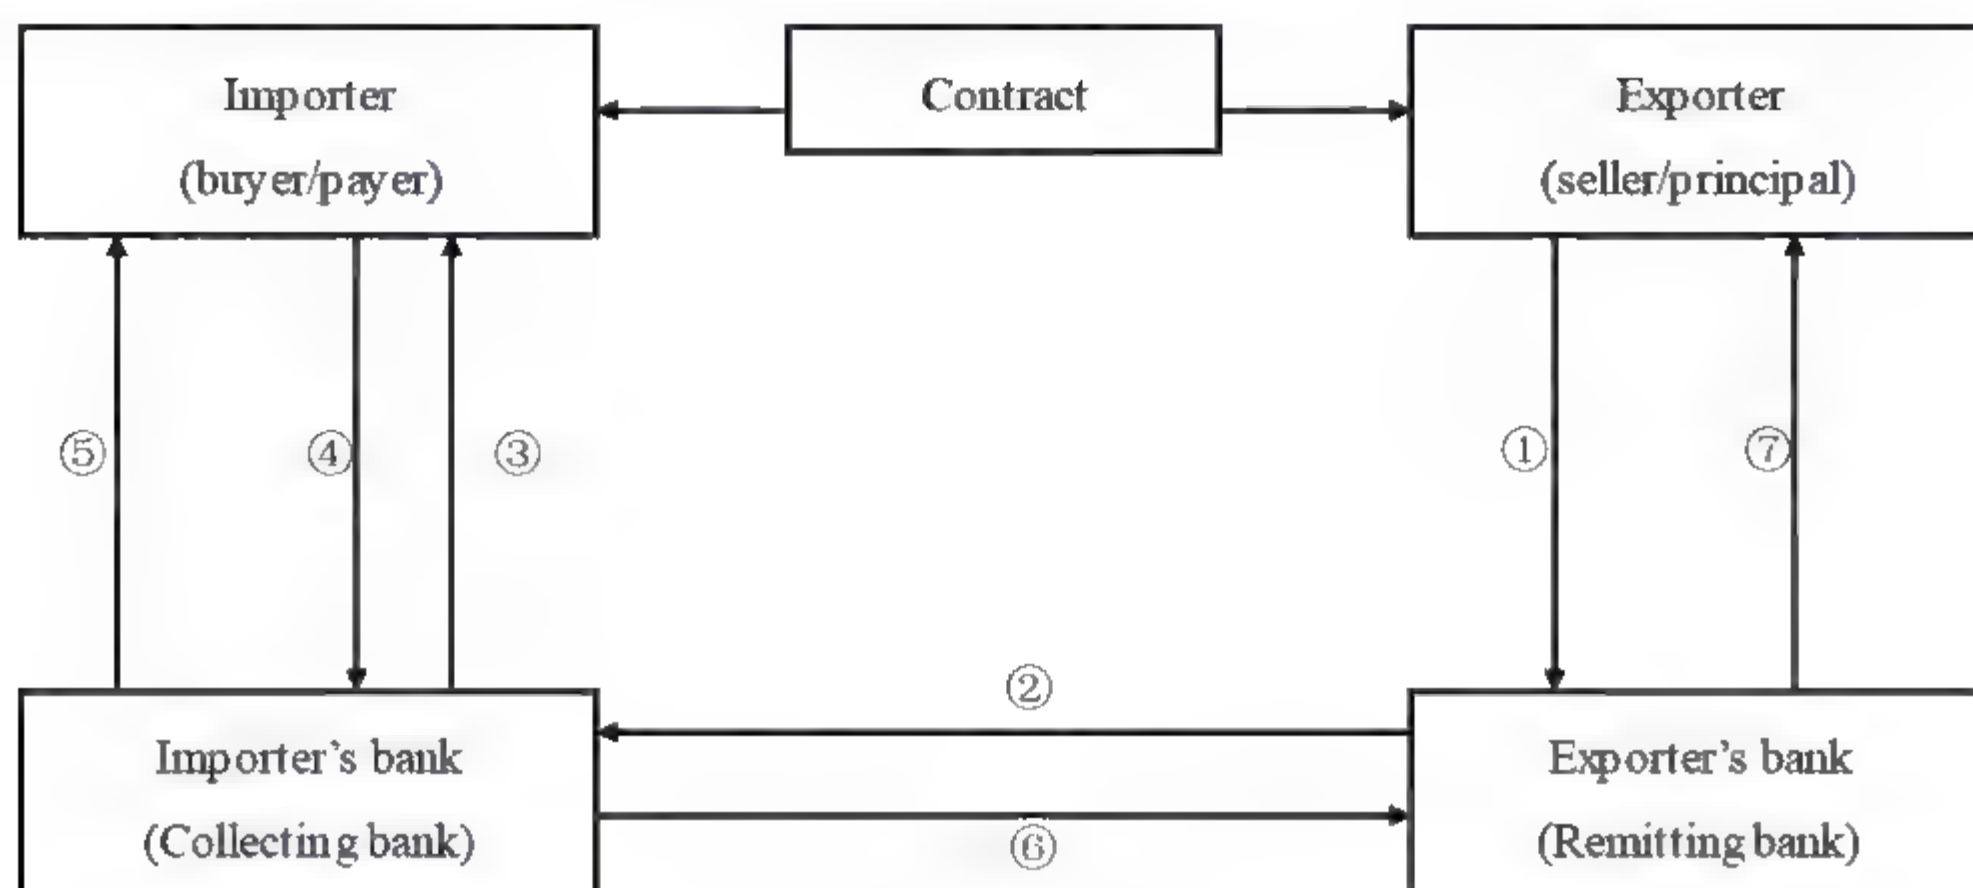 Importer
(buyer/payer)
Contract
Exporter
(seller/principal)
⑤
④
③
①
⑦
②
Importer's bank
(Collecting bank)
⑥
Exporter's bank
(Remitting bank)